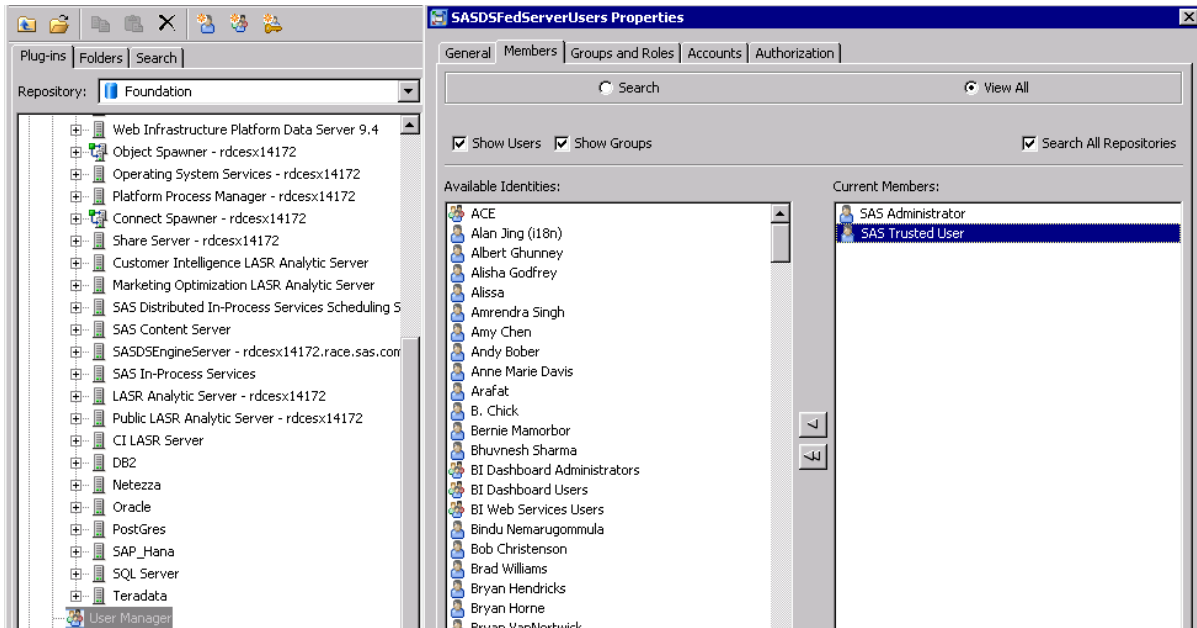 Plug-ins Folders Search
Repository: Foundation
Web Infrastructure Platform Data Server 9.4
Object Spawner - rdcesx14172
Operating System Services - rdcesx14172
Platform Process Manager - rdcesx14172
Connect Spawner - rdcesx14172
Share Server - rdcesx14172
Customer Intelligence LASR Analytic Server
Marketing Optimization LASR Analytic Server
SAS Distributed In-Process Services Scheduling S
SAS Content Server
SASDSEngineServer - rdcesx14172.race.sas.com
SAS In-Process Services
LASR Analytic Server - rdcesx14172
Public LASR Analytic Server - rdcesx14172
CI LASR Server
DB2
Netezza
Oracle
PostGres
SAP_Hana
SQL Server
Teradata
User Manager
SASDSFedServerUsers Properties
General Members Groups and Roles Accounts Authorization
Search View All
Show Users Show Groups Search All Repositories
Available Identities:
ACE
Alan Jing (i18n)
Albert Ghunney
Alisha Godfrey
Alissa
Amrendra Singh
Amy Chen
Andy Bober
Anne Marie Davis
Arafat
B. Chick
Bernie Mamorbor
Bhuvnesh Sharma
BI Dashboard Administrators
BI Dashboard Users
BI Web Services Users
Bindu Nemarugommula
Bob Christenson
Brad Williams
Bryan Hendricks
Bryan Horne
Bryan VanNortwick
Current Members:
SAS Administrator
SAS Trusted User